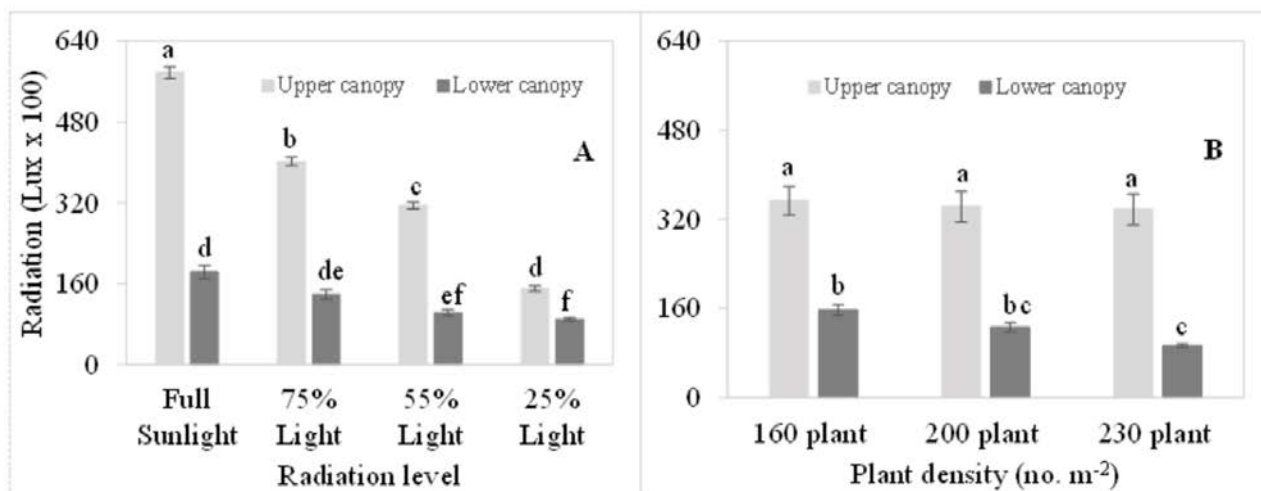 640
480
320
160
0
Radiation (Lux x 100)
a
Upper canopy Lower canopy
b
A
c
d
de
ef
d
f
Full Sunlight
75% Light
55% Light
25% Light
Radiation level
640
480
320
160
0
Upper canopy Lower canopy
B
a
a
a
b
bc
c
160 plant 200 plant 230 plant
Plant density (no. m-2)